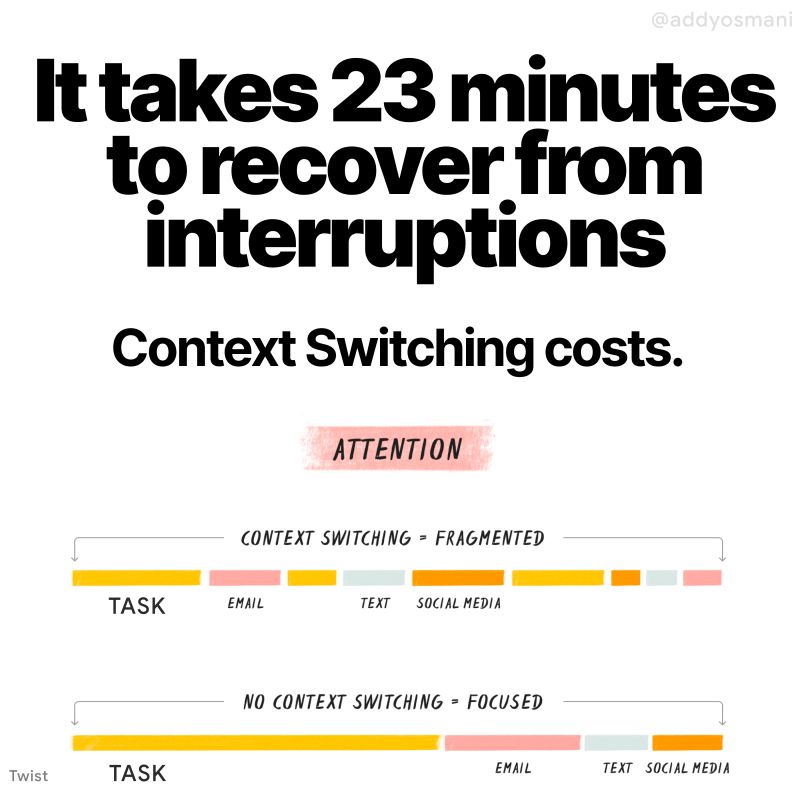 @addyosmani
It takes 23 minutes
to recover from
interruptions
Context Switching costs.
ATTENTION
CONTEXT SWITCHING = FRAGMENTED
TASK EMAIL TEXT SOCIAL MEDIA
NO CONTEXT SWITCHING = FOCUSED
TASK EMAIL TEXT SOCIAL MEDIA
Twist